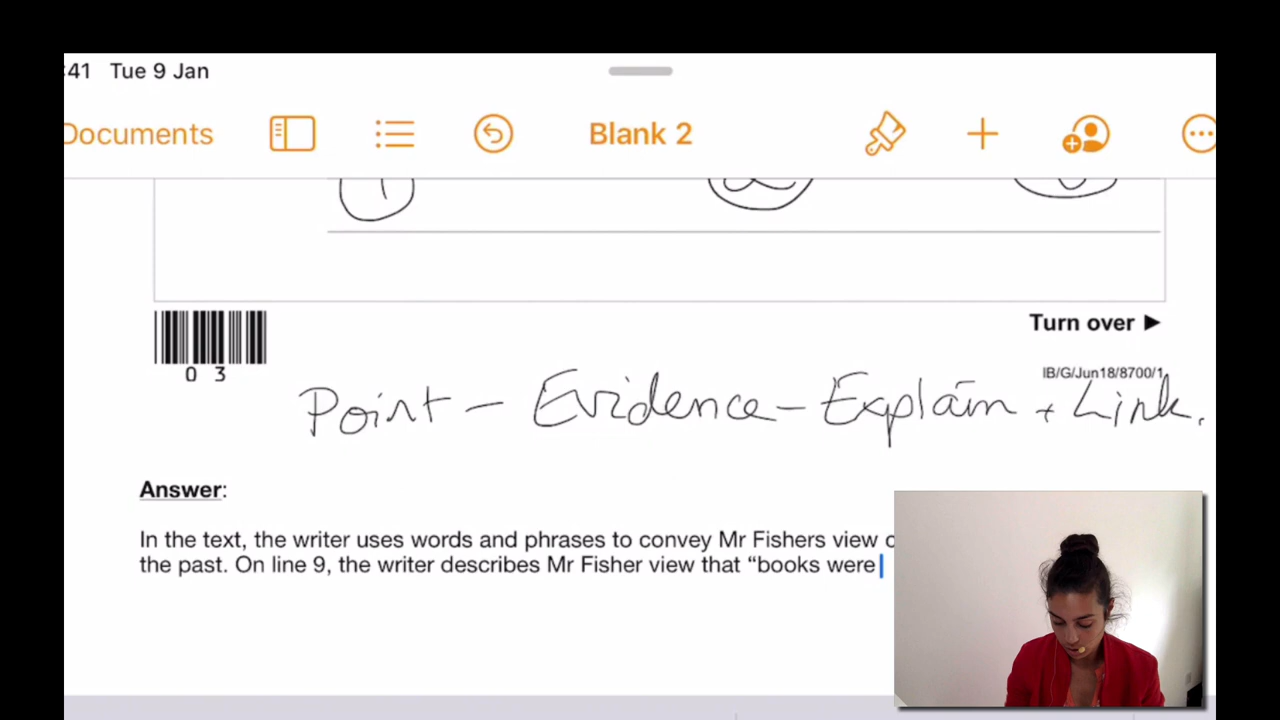 :41 Tue 9 Jan
Documents Blank 2
1
0 3
Turn over ▶
IB/G/Jun18/8700/1
Point – Evidence – Explain + Link.
Answer:
In the text, the writer uses words and phrases to convey Mr Fishers view
the past. On line 9, the writer describes Mr Fisher view that “books were